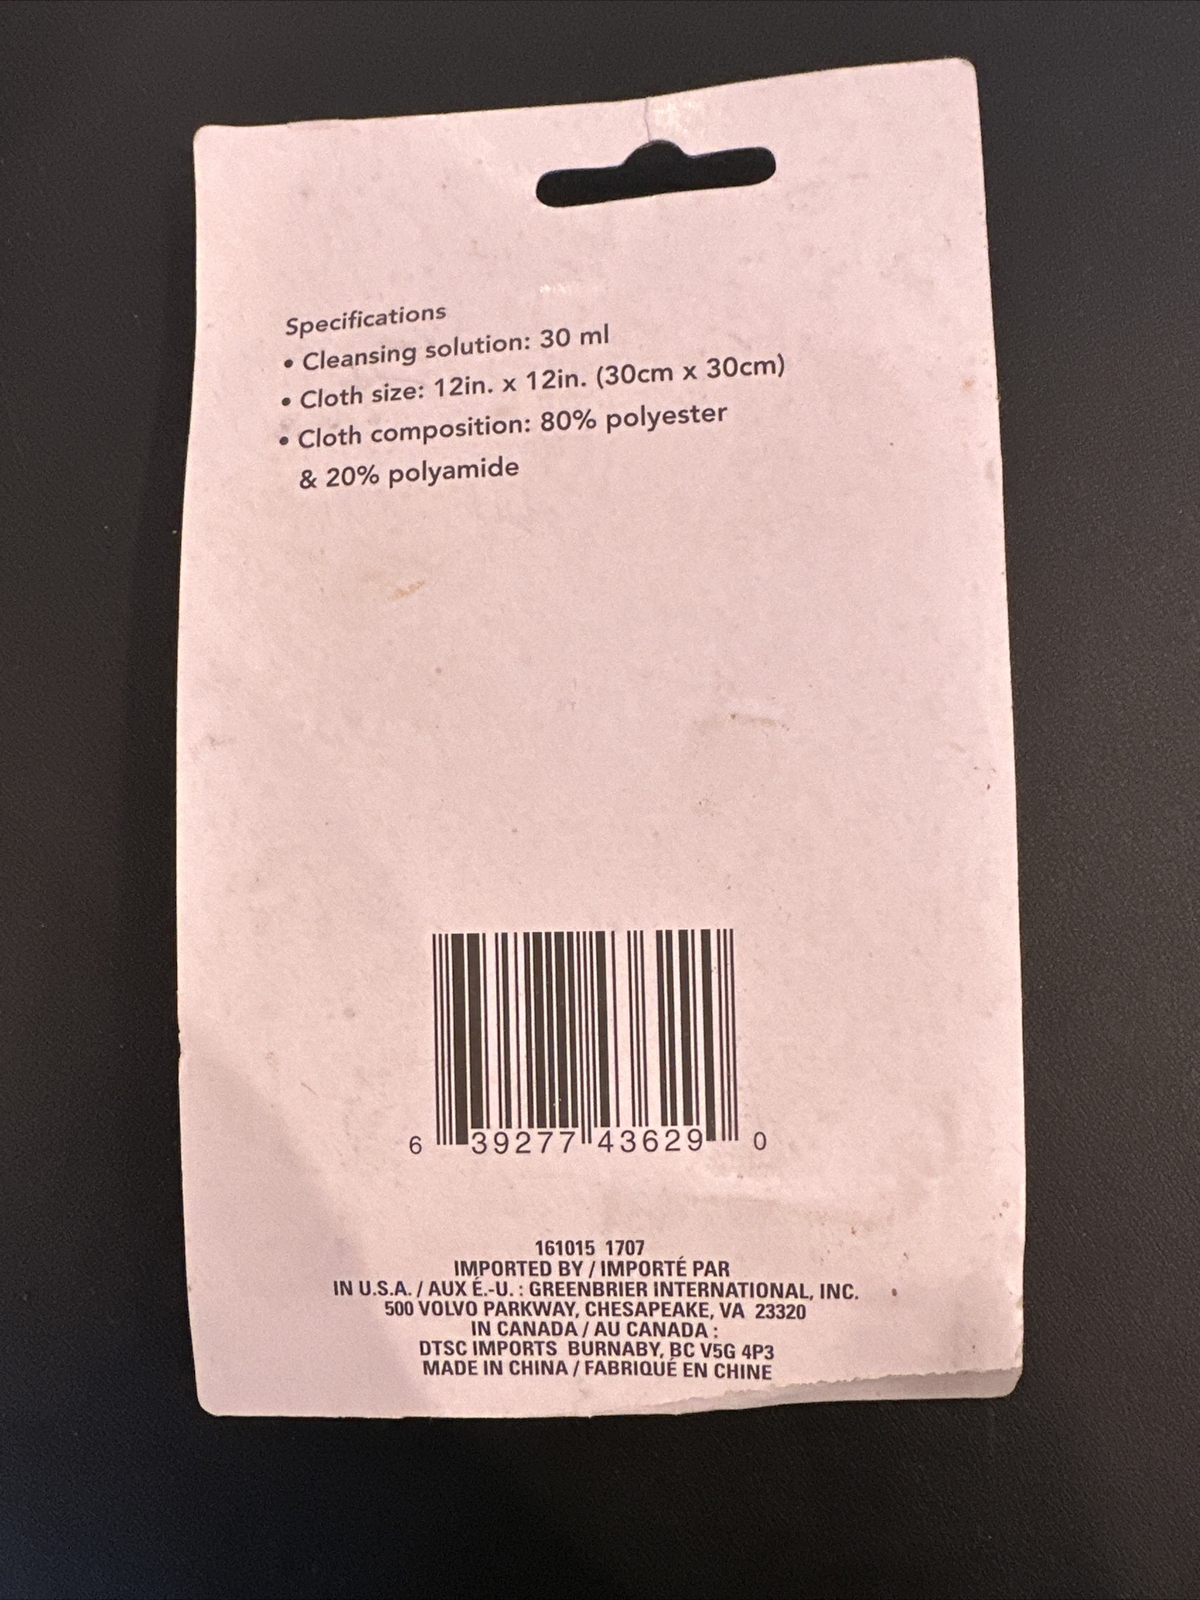 Specifications
• Cleansing solution: 30 ml
• Cloth size: 12in. x 12in. (30cm x 30cm)
• Cloth composition: 80% polyester
& 20% polyamide
6 39277 43629 0
161015 1707
IMPORTED BY / IMPORTÉ PAR
IN U.S.A. / AUX É.-U. : GREENBRIER INTERNATIONAL, INC.
500 VOLVO PARKWAY, CHESAPEAKE, VA 23320
IN CANADA / AU CANADA :
DTSC IMPORTS BURNABY, BC V5G 4P3
MADE IN CHINA / FABRIQUÉ EN CHINE